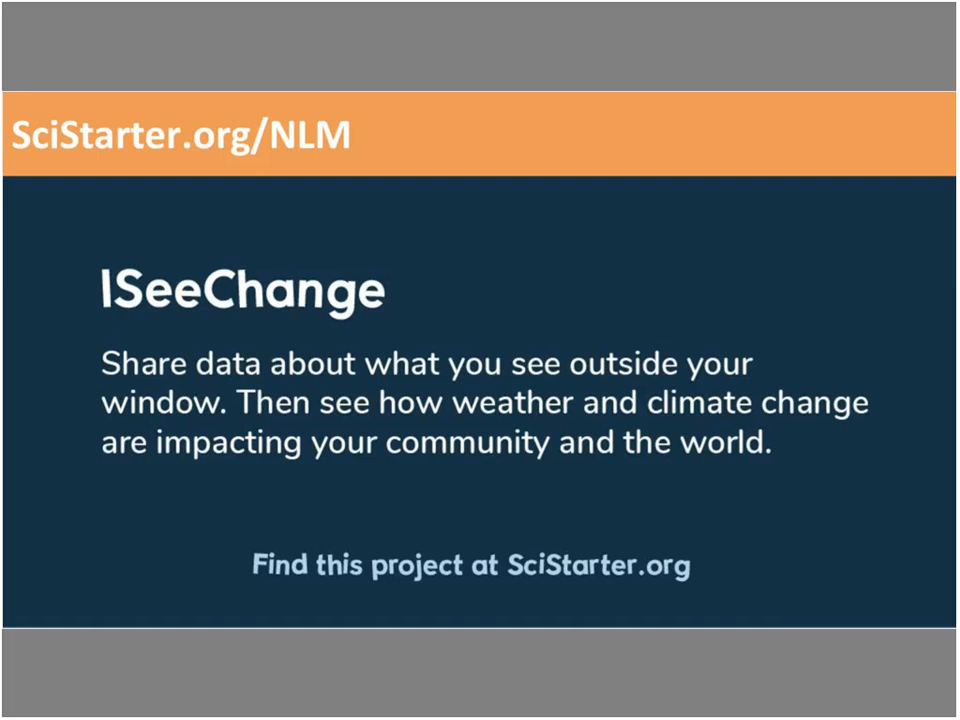 SciStarter.org/NLM
ISeeChange
Share data about what you see outside your
window. Then see how weather and climate change
are impacting your community and the world.
Find this project at SciStarter.org